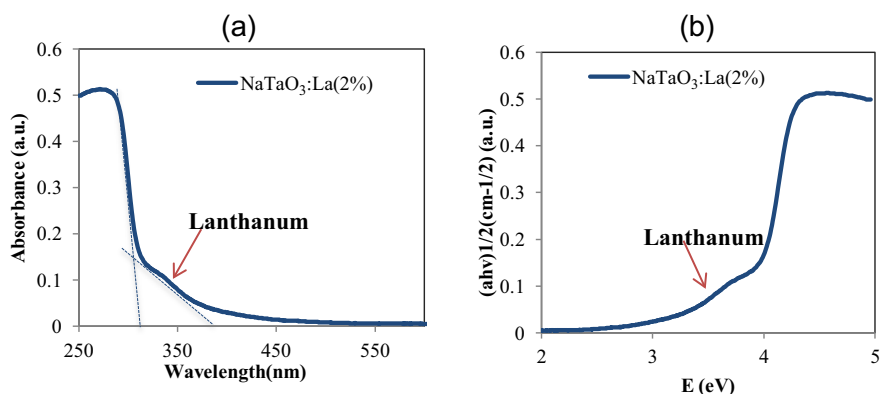 (a)
0.6
0.5
0.4
0.3
0.2
0.1
0
250
350
450
550
Absorbance (a.u.)
Wavelength(nm)
NaTaO3:La(2%)
Lanthanum
(b)
0.6
0.5
0.4
0.3
0.2
0.1
0
2
3
4
5
(ahv)1/2(cm-1/2) (a.u.)
E (eV)
NaTaO3:La(2%)
Lanthanum